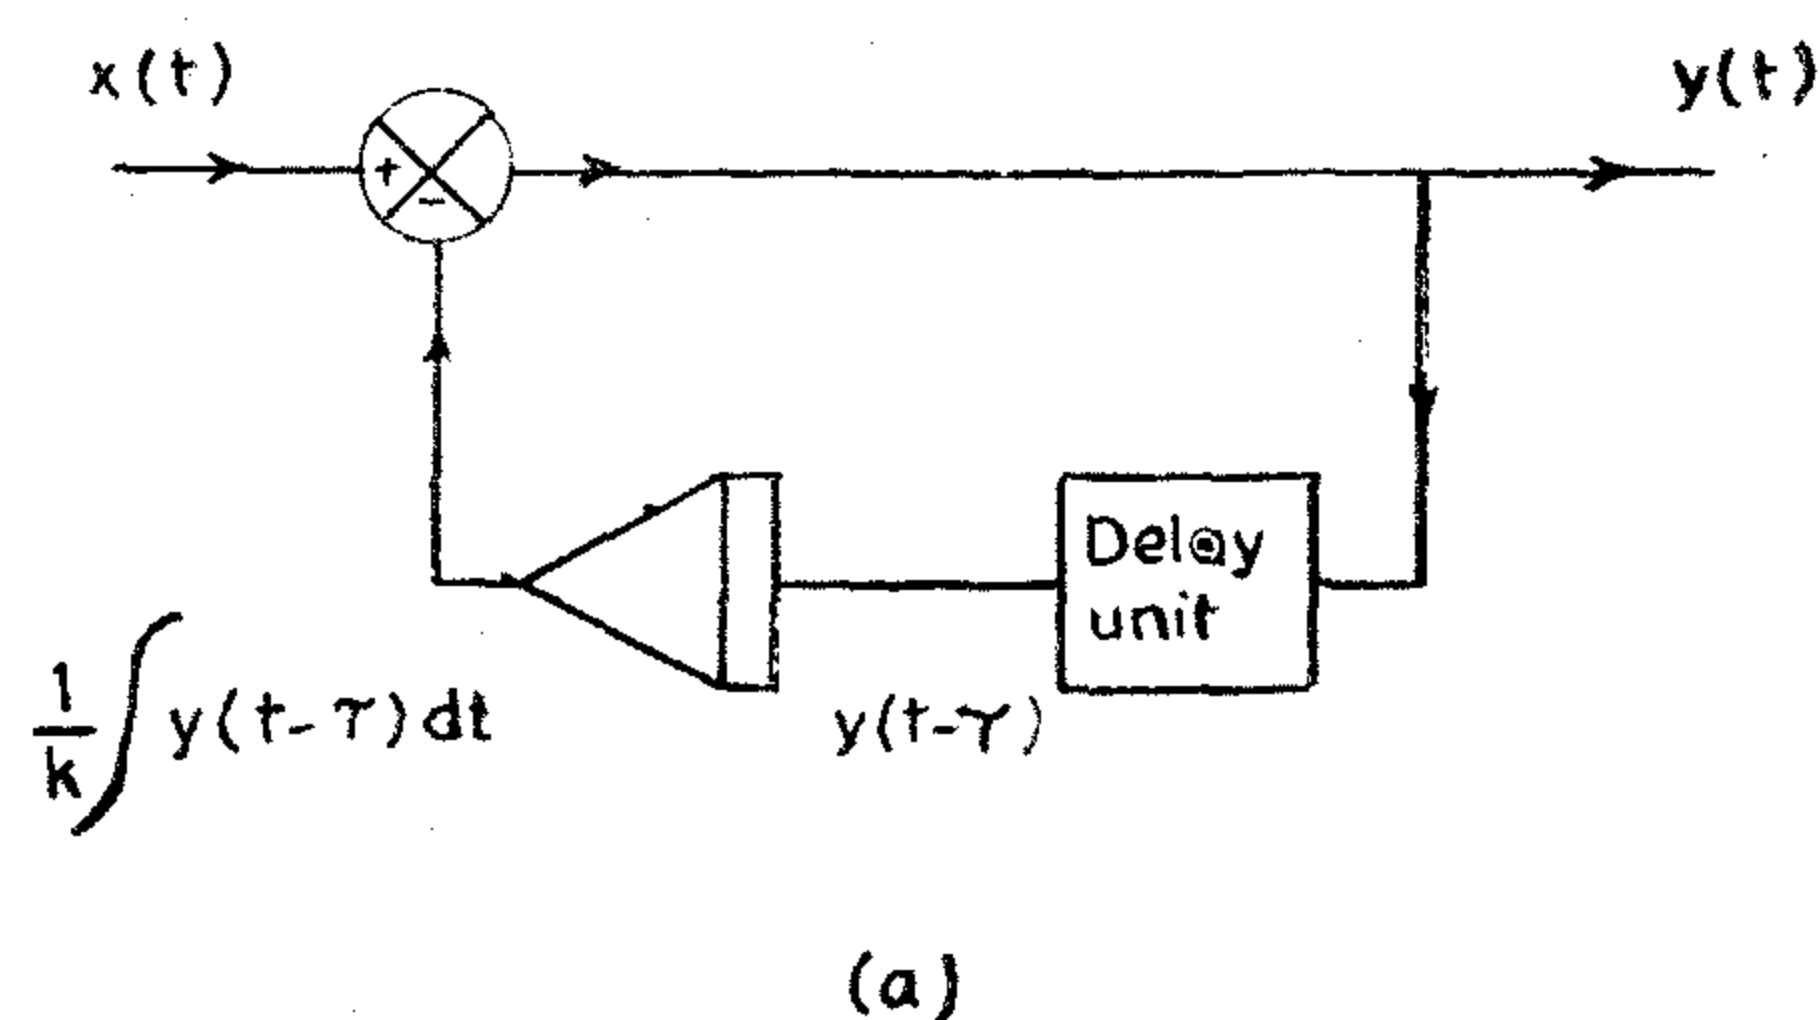 x(t)
y(t)
+
−
Delay
unit
1/k ∫ y(t-τ) dt
y(t-τ)
(a)